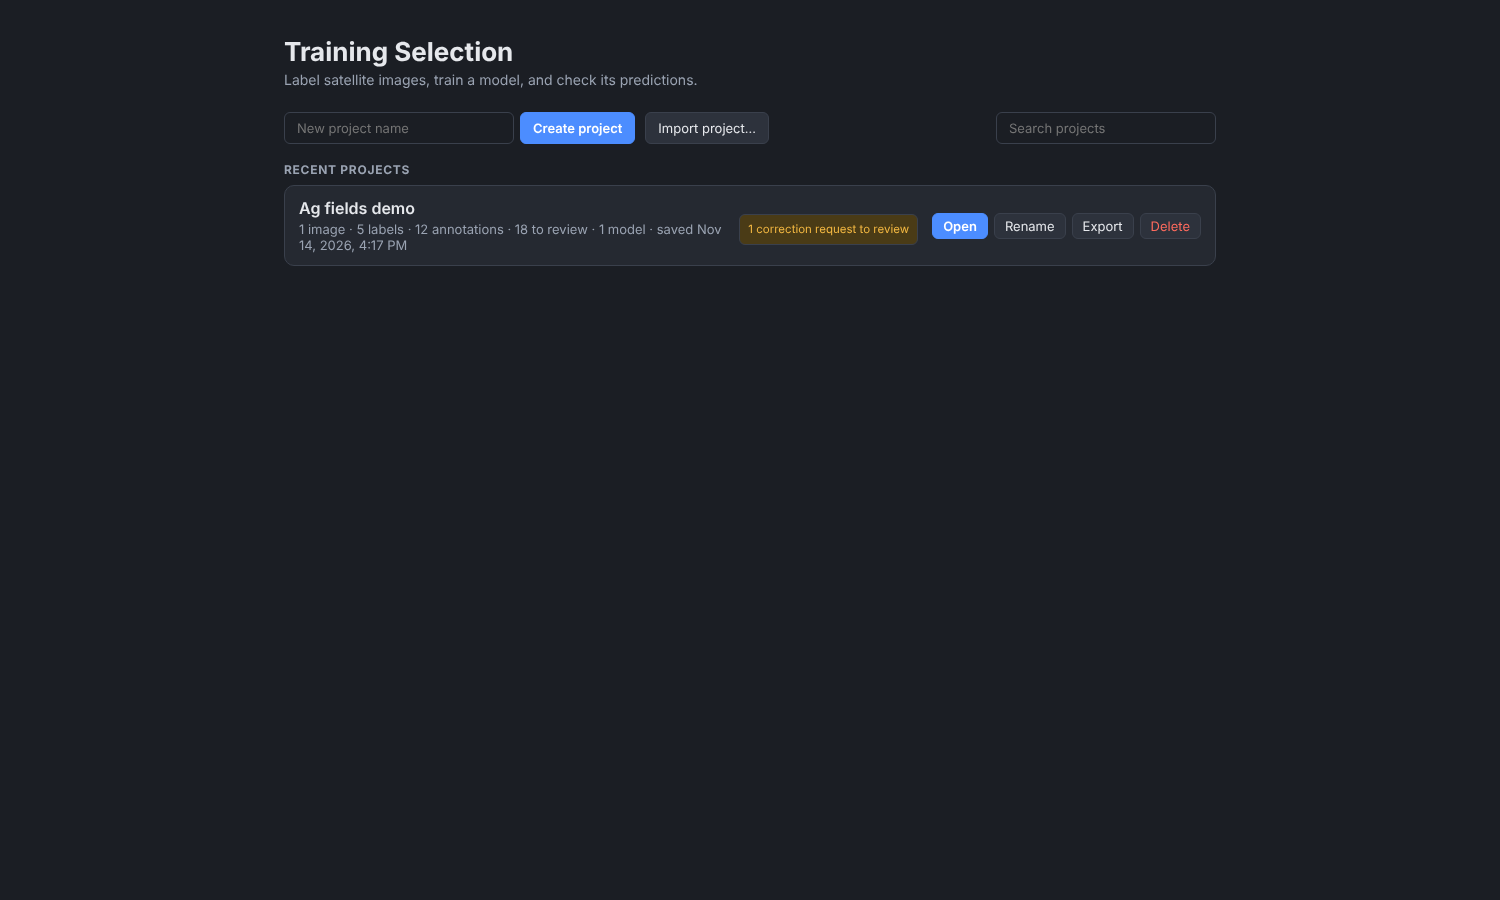 Training Selection
Label satellite images, train a model, and check its predictions.
New project name
Create project
Import project...
Search projects
RECENT PROJECTS
Ag fields demo
1 image · 5 labels · 12 annotations · 18 to review · 1 model · saved Nov
14, 2026, 4:17 PM
1 correction request to review
Open
Rename
Export
Delete